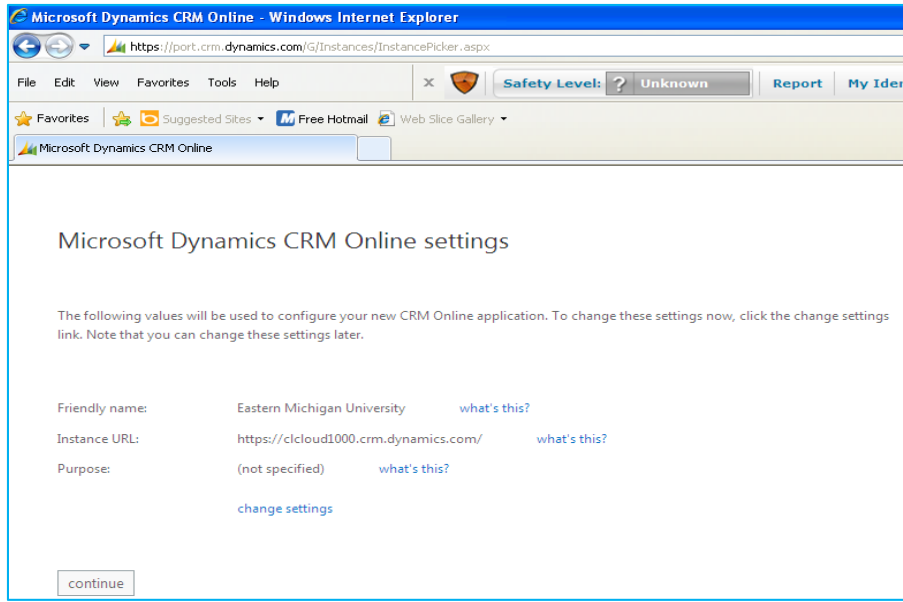 Microsoft Dynamics CRM Online - Windows Internet Explorer
https://port.crm.dynamics.com/G/Instances/InstancePicker.aspx
File Edit View Favorites Tools Help x Safety Level: ? Unknown Report My Iden
Favorites Suggested Sites Free Hotmail Web Slice Gallery
Microsoft Dynamics CRM Online
Microsoft Dynamics CRM Online settings
The following values will be used to configure your new CRM Online application. To change these settings now, click the change settings
link. Note that you can change these settings later.
Friendly name: Eastern Michigan University what's this?
Instance URL: https://clcloud1000.crm.dynamics.com/ what's this?
Purpose: (not specified) what's this?
change settings
continue